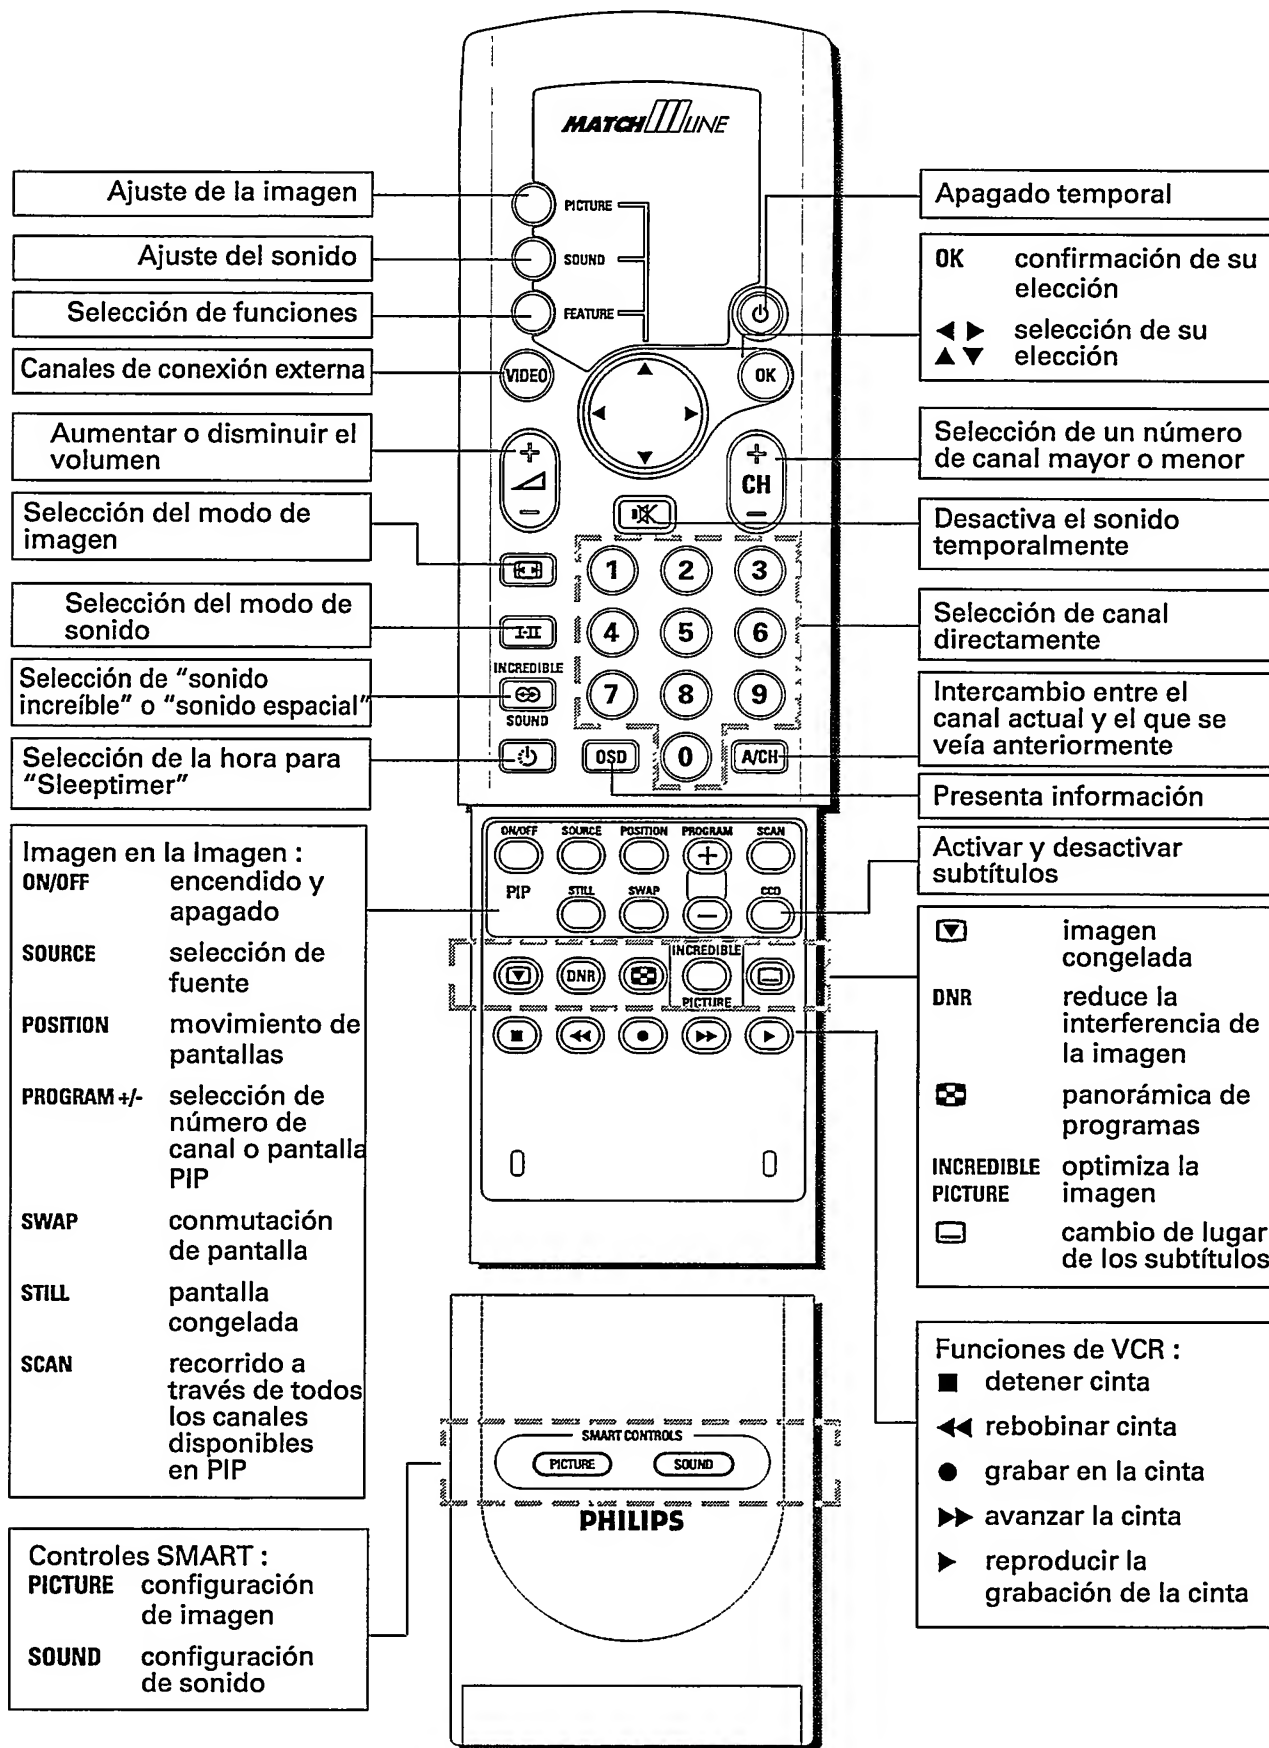 MATCH LINE
Ajuste de la imagen
Ajuste del sonido
Selección de funciones
Canales de conexión externa
Aumentar o disminuir el
volumen
Selección del modo de
imagen
Selección del modo de
sonido
Selección de "sonido
increíble" o "sonido espacial"
Selección de la hora para
"Sleeptimer"
Imagen en la Imagen :
ON/OFF encendido y
apagado
SOURCE selección de
fuente
POSITION movimiento de
pantallas
PROGRAM +/- selección de
número de
canal o pantalla
PIP
SWAP conmutación
de pantalla
STILL pantalla
congelada
SCAN recorrido a
través de todos
los canales
disponibles
en PIP
Controles SMART :
PICTURE configuración
de imagen
SOUND configuración
de sonido
PICTURE
SOUND
FEATURE
VIDEO
OK
+
+
CH
−
−
1 2 3
I-II
4 5 6
INCREDIBLE
SOUND
7 8 9
OSD 0 A/CH
ON/OFF SOURCE POSITION PROGRAM SCAN
+
PIP STILL SWAP CCD
−
INCREDIBLE
DNR
PICTURE
SMART CONTROLS
PICTURE SOUND
PHILIPS
Apagado temporal
OK confirmación de su
elección
◀ ▶ selección de su
▲ ▼ elección
Selección de un número
de canal mayor o menor
Desactiva el sonido
temporalmente
Selección de canal
directamente
Intercambio entre el
canal actual y el que se
veía anteriormente
Presenta información
Activar y desactivar
subtítulos
imagen
congelada
DNR reduce la
interferencia de
la imagen
panorámica de
programas
INCREDIBLE optimiza la
PICTURE imagen
cambio de lugar
de los subtítulos
Funciones de VCR :
■ detener cinta
◀◀ rebobinar cinta
● grabar en la cinta
▶▶ avanzar la cinta
▶ reproducir la
grabación de la cinta